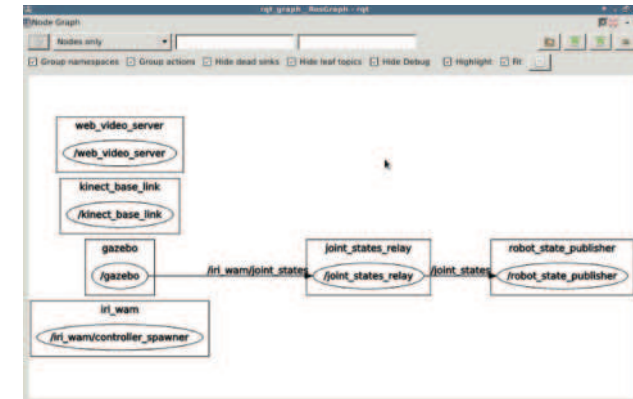 rqt_graph__RosGraph - rqt
Node Graph
Nodes only
Group namespaces Group actions Hide dead sinks Hide leaf topics Hide Debug Highlight Fit
web_video_server
/web_video_server
kinect_base_link
/kinect_base_link
gazebo joint_states_relay robot_state_publisher
/gazebo /iri_wam/joint_states /joint_states_relay /joint_states /robot_state_publisher
iri_wam
/iri_wam/controller_spawner